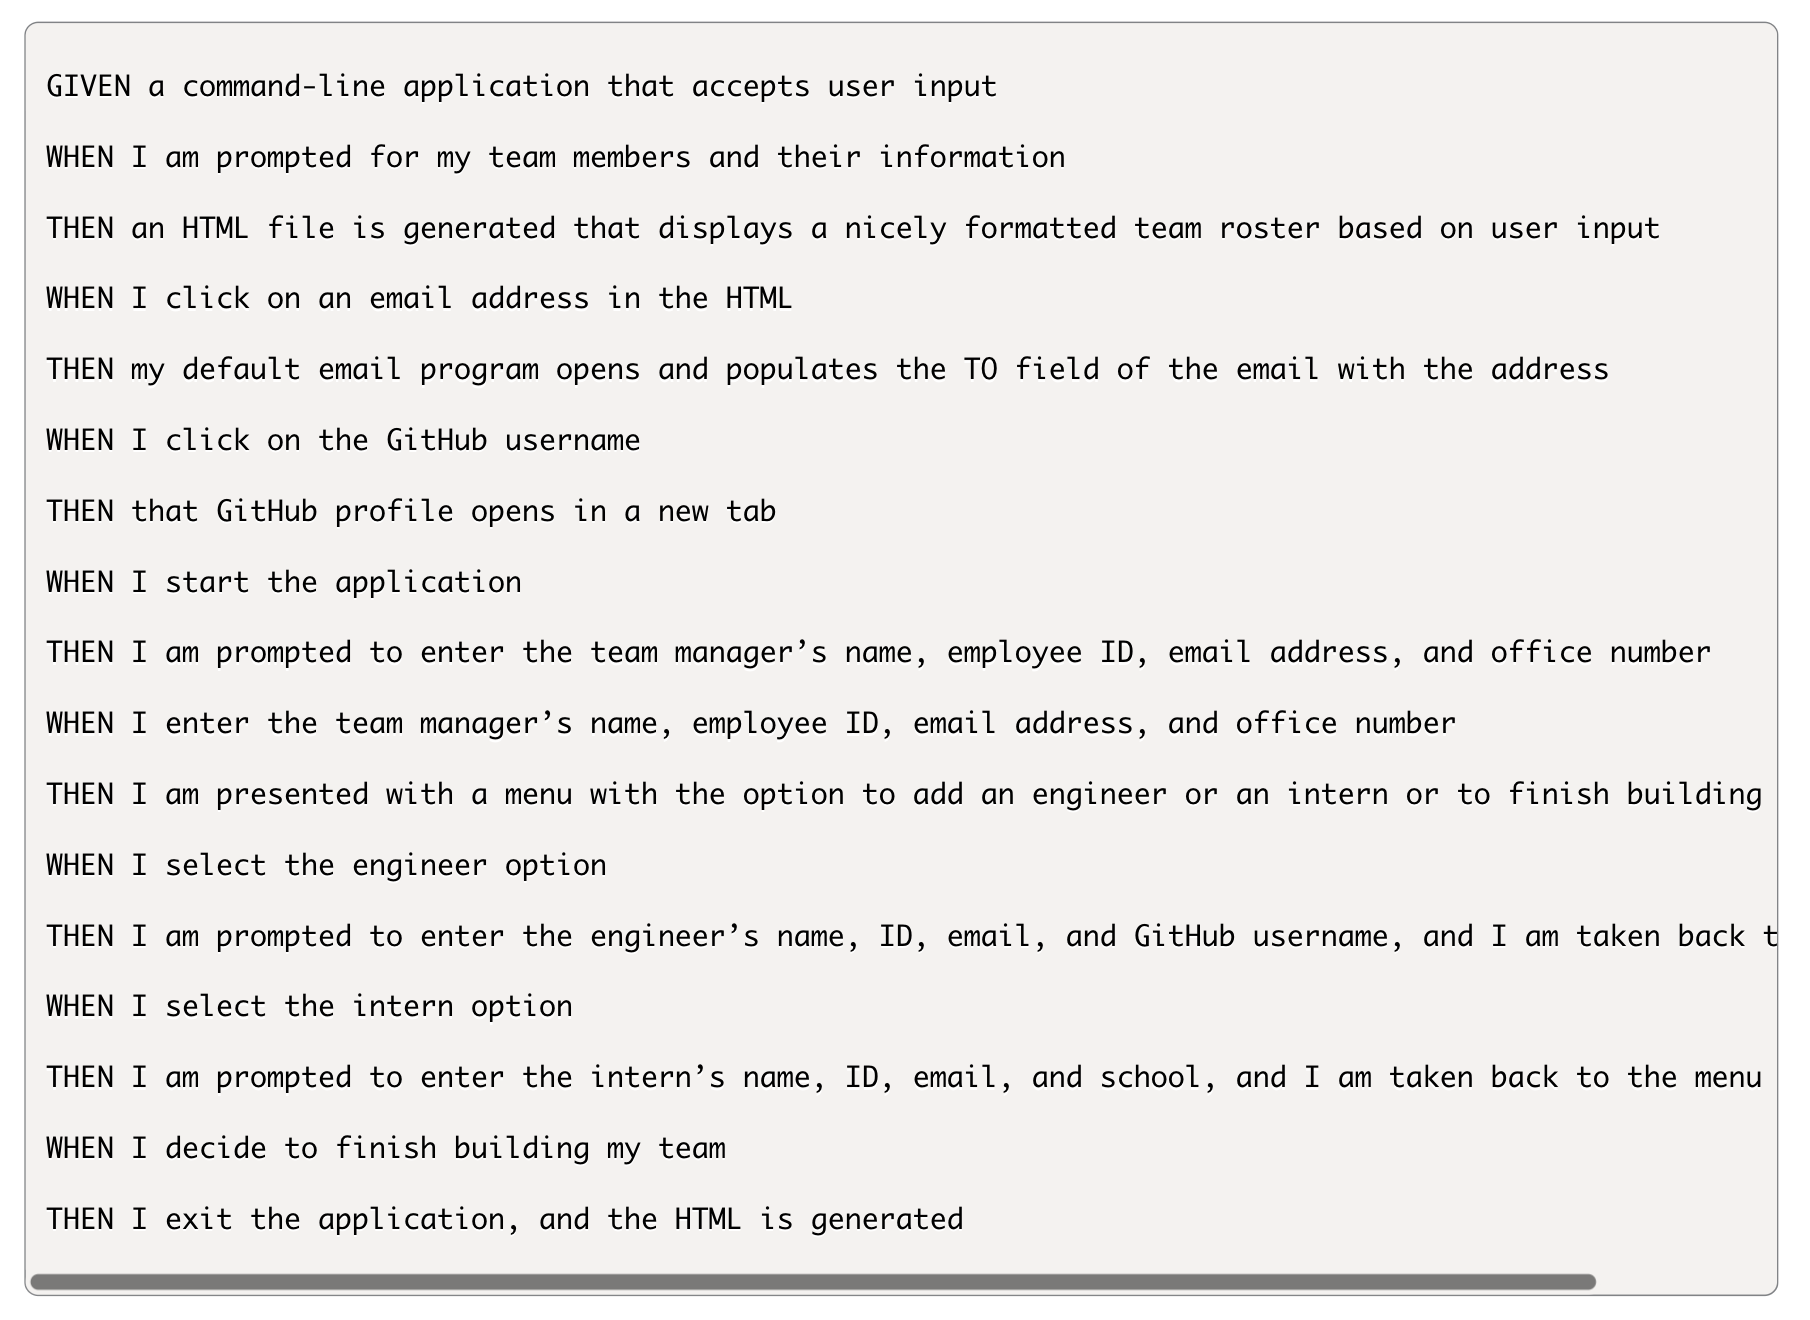 GIVEN a command-line application that accepts user input
WHEN I am prompted for my team members and their information
THEN an HTML file is generated that displays a nicely formatted team roster based on user input
WHEN I click on an email address in the HTML
THEN my default email program opens and populates the TO field of the email with the address
WHEN I click on the GitHub username
THEN that GitHub profile opens in a new tab
WHEN I start the application
THEN I am prompted to enter the team manager’s name, employee ID, email address, and office number
WHEN I enter the team manager’s name, employee ID, email address, and office number
THEN I am presented with a menu with the option to add an engineer or an intern or to finish building
WHEN I select the engineer option
THEN I am prompted to enter the engineer’s name, ID, email, and GitHub username, and I am taken back
WHEN I select the intern option
THEN I am prompted to enter the intern’s name, ID, email, and school, and I am taken back to the menu
WHEN I decide to finish building my team
THEN I exit the application, and the HTML is generated